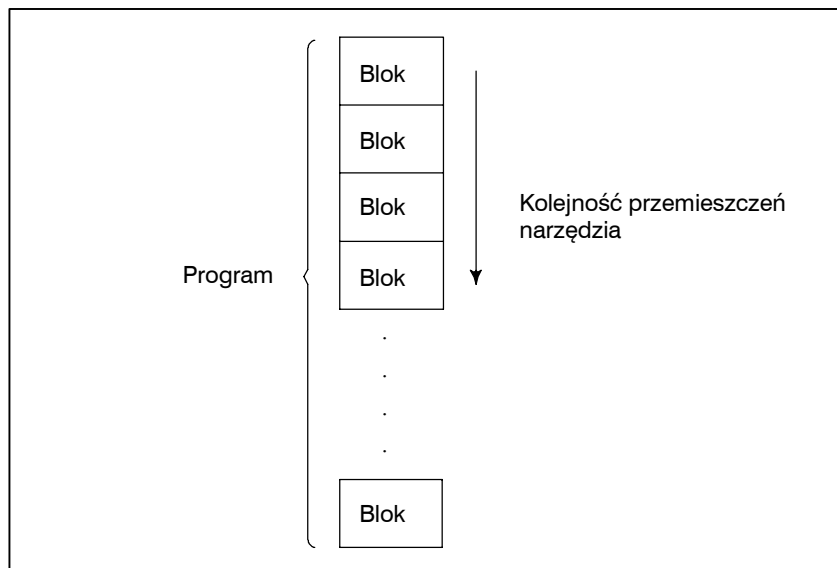 Blok
Blok
Blok
Kolejność przemieszczeń
narzędzia
Program
Blok
.
.
.
.
Blok